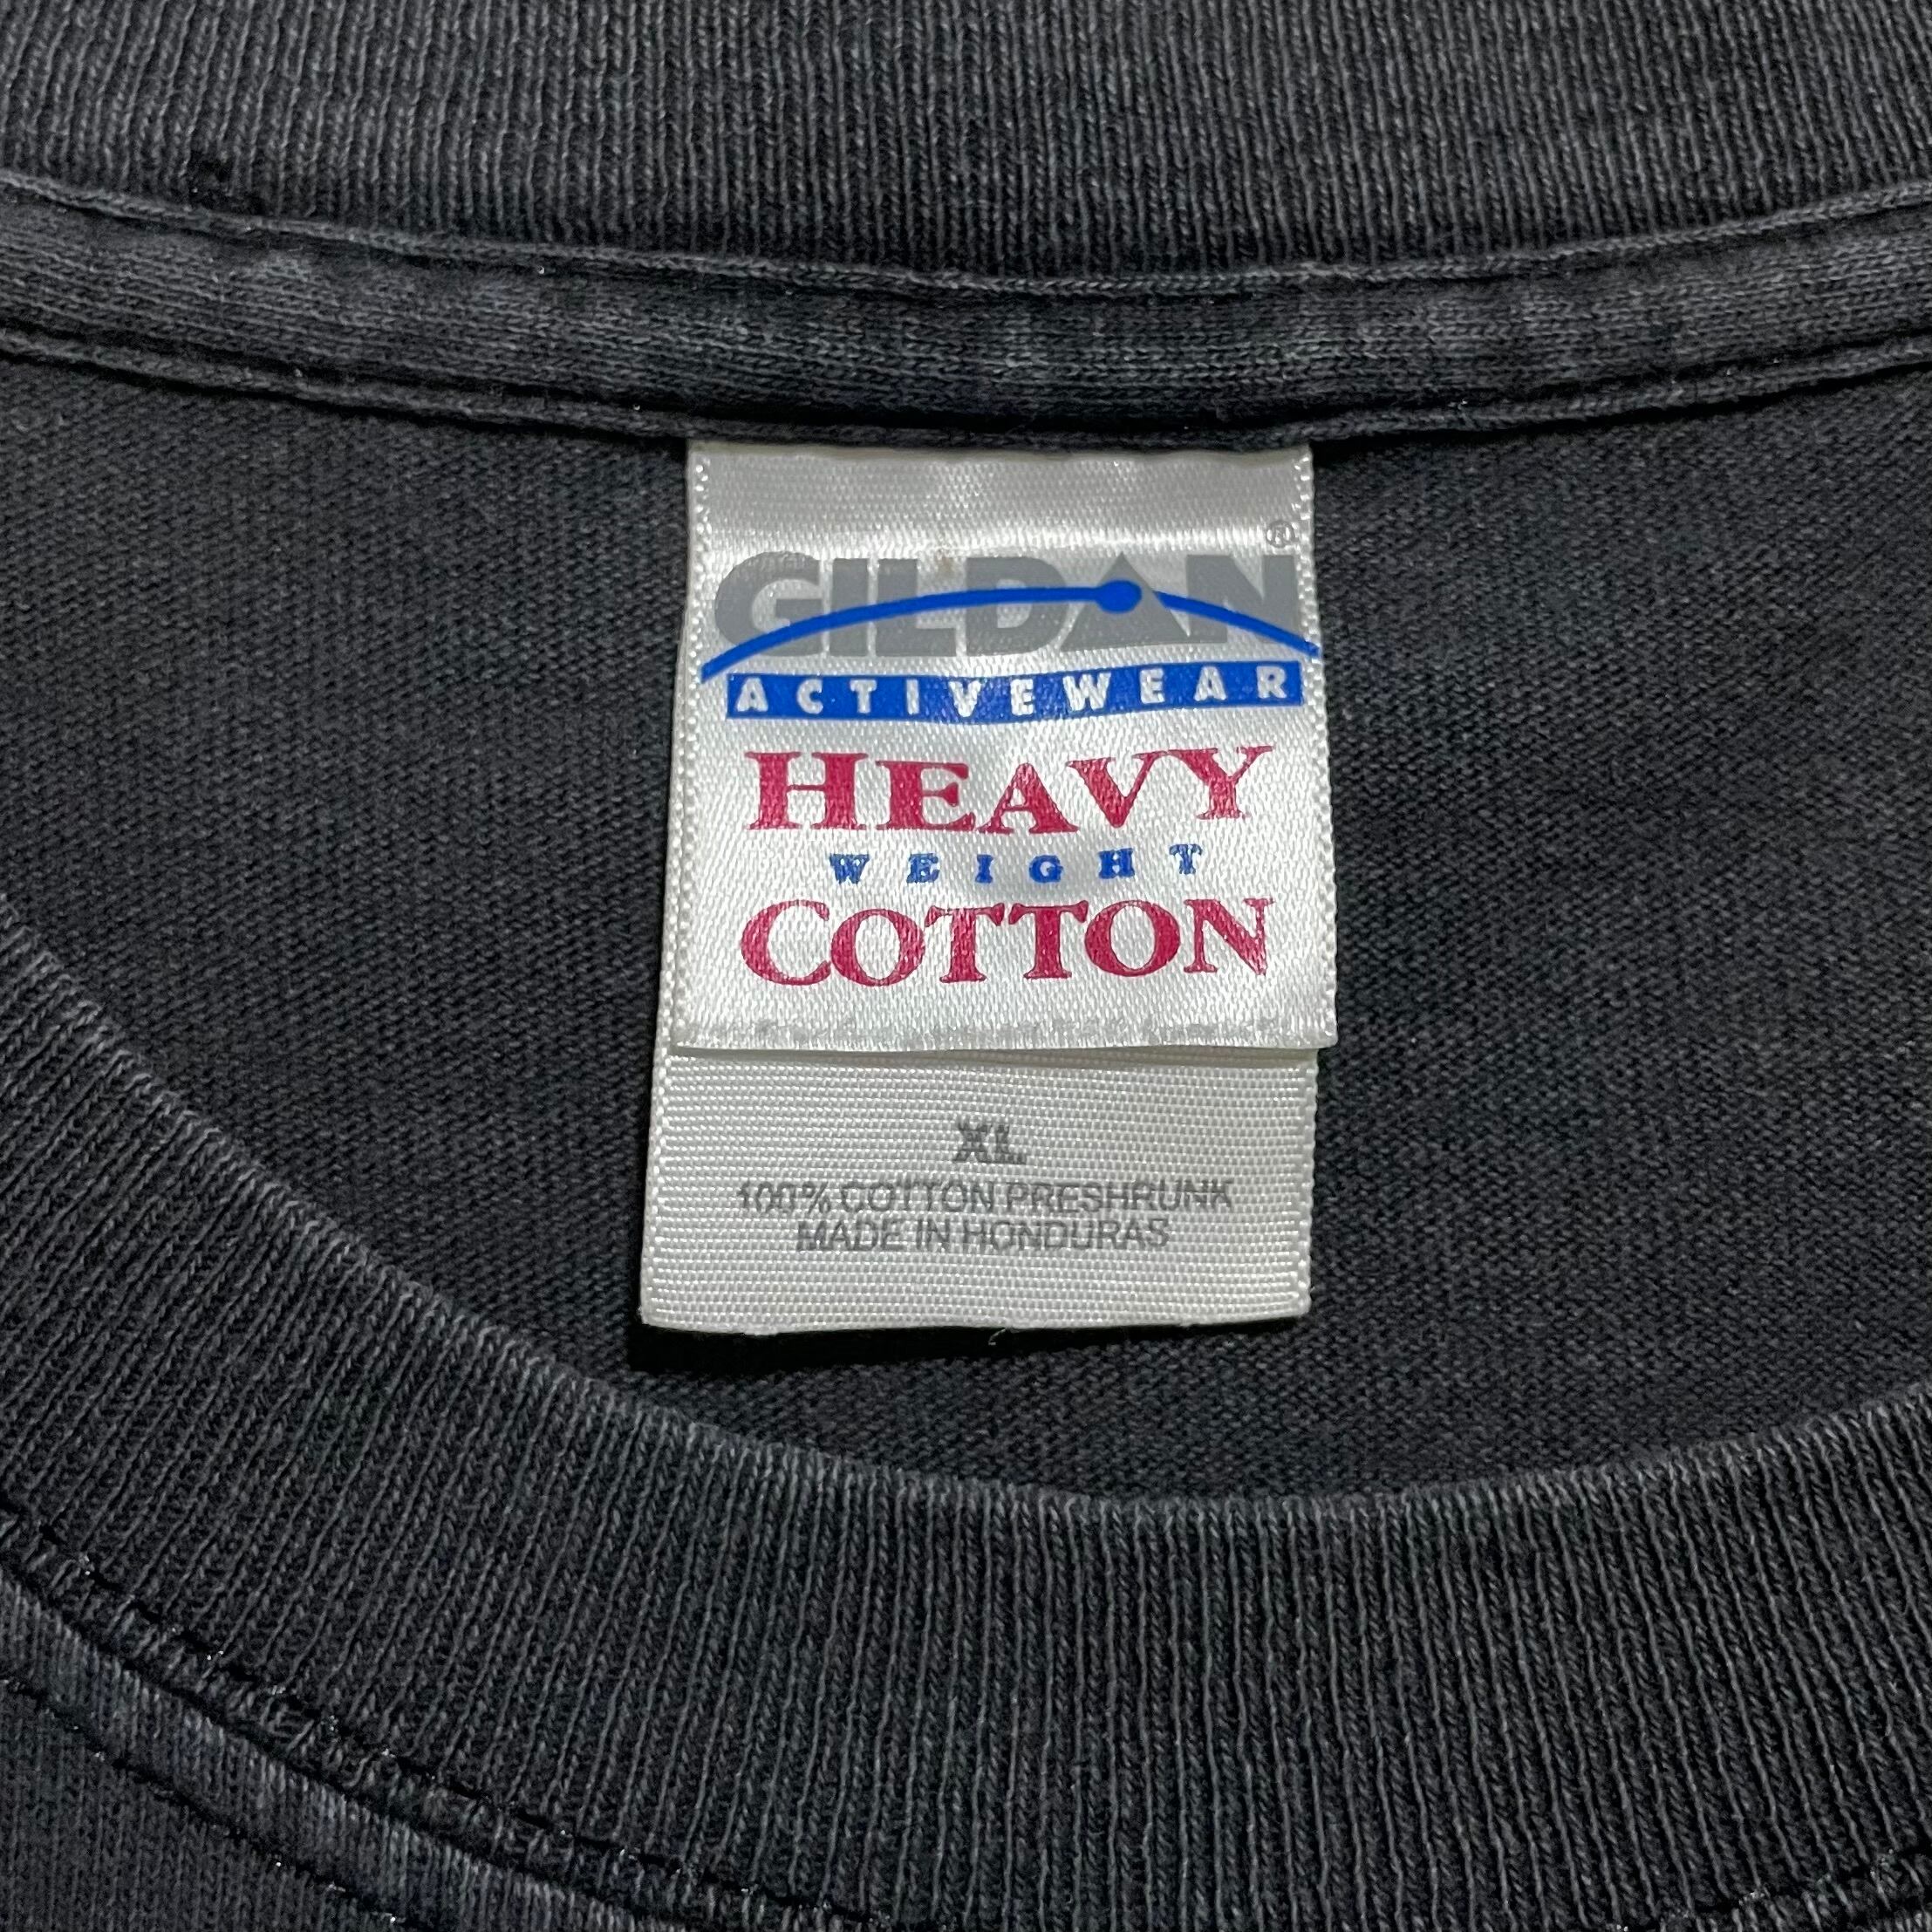 GILDAN®
ACTIVEWEAR
HEAVY
WEIGHT
COTTON
XL
100% COTTON PRESHRUNK
MADE IN HONDURAS